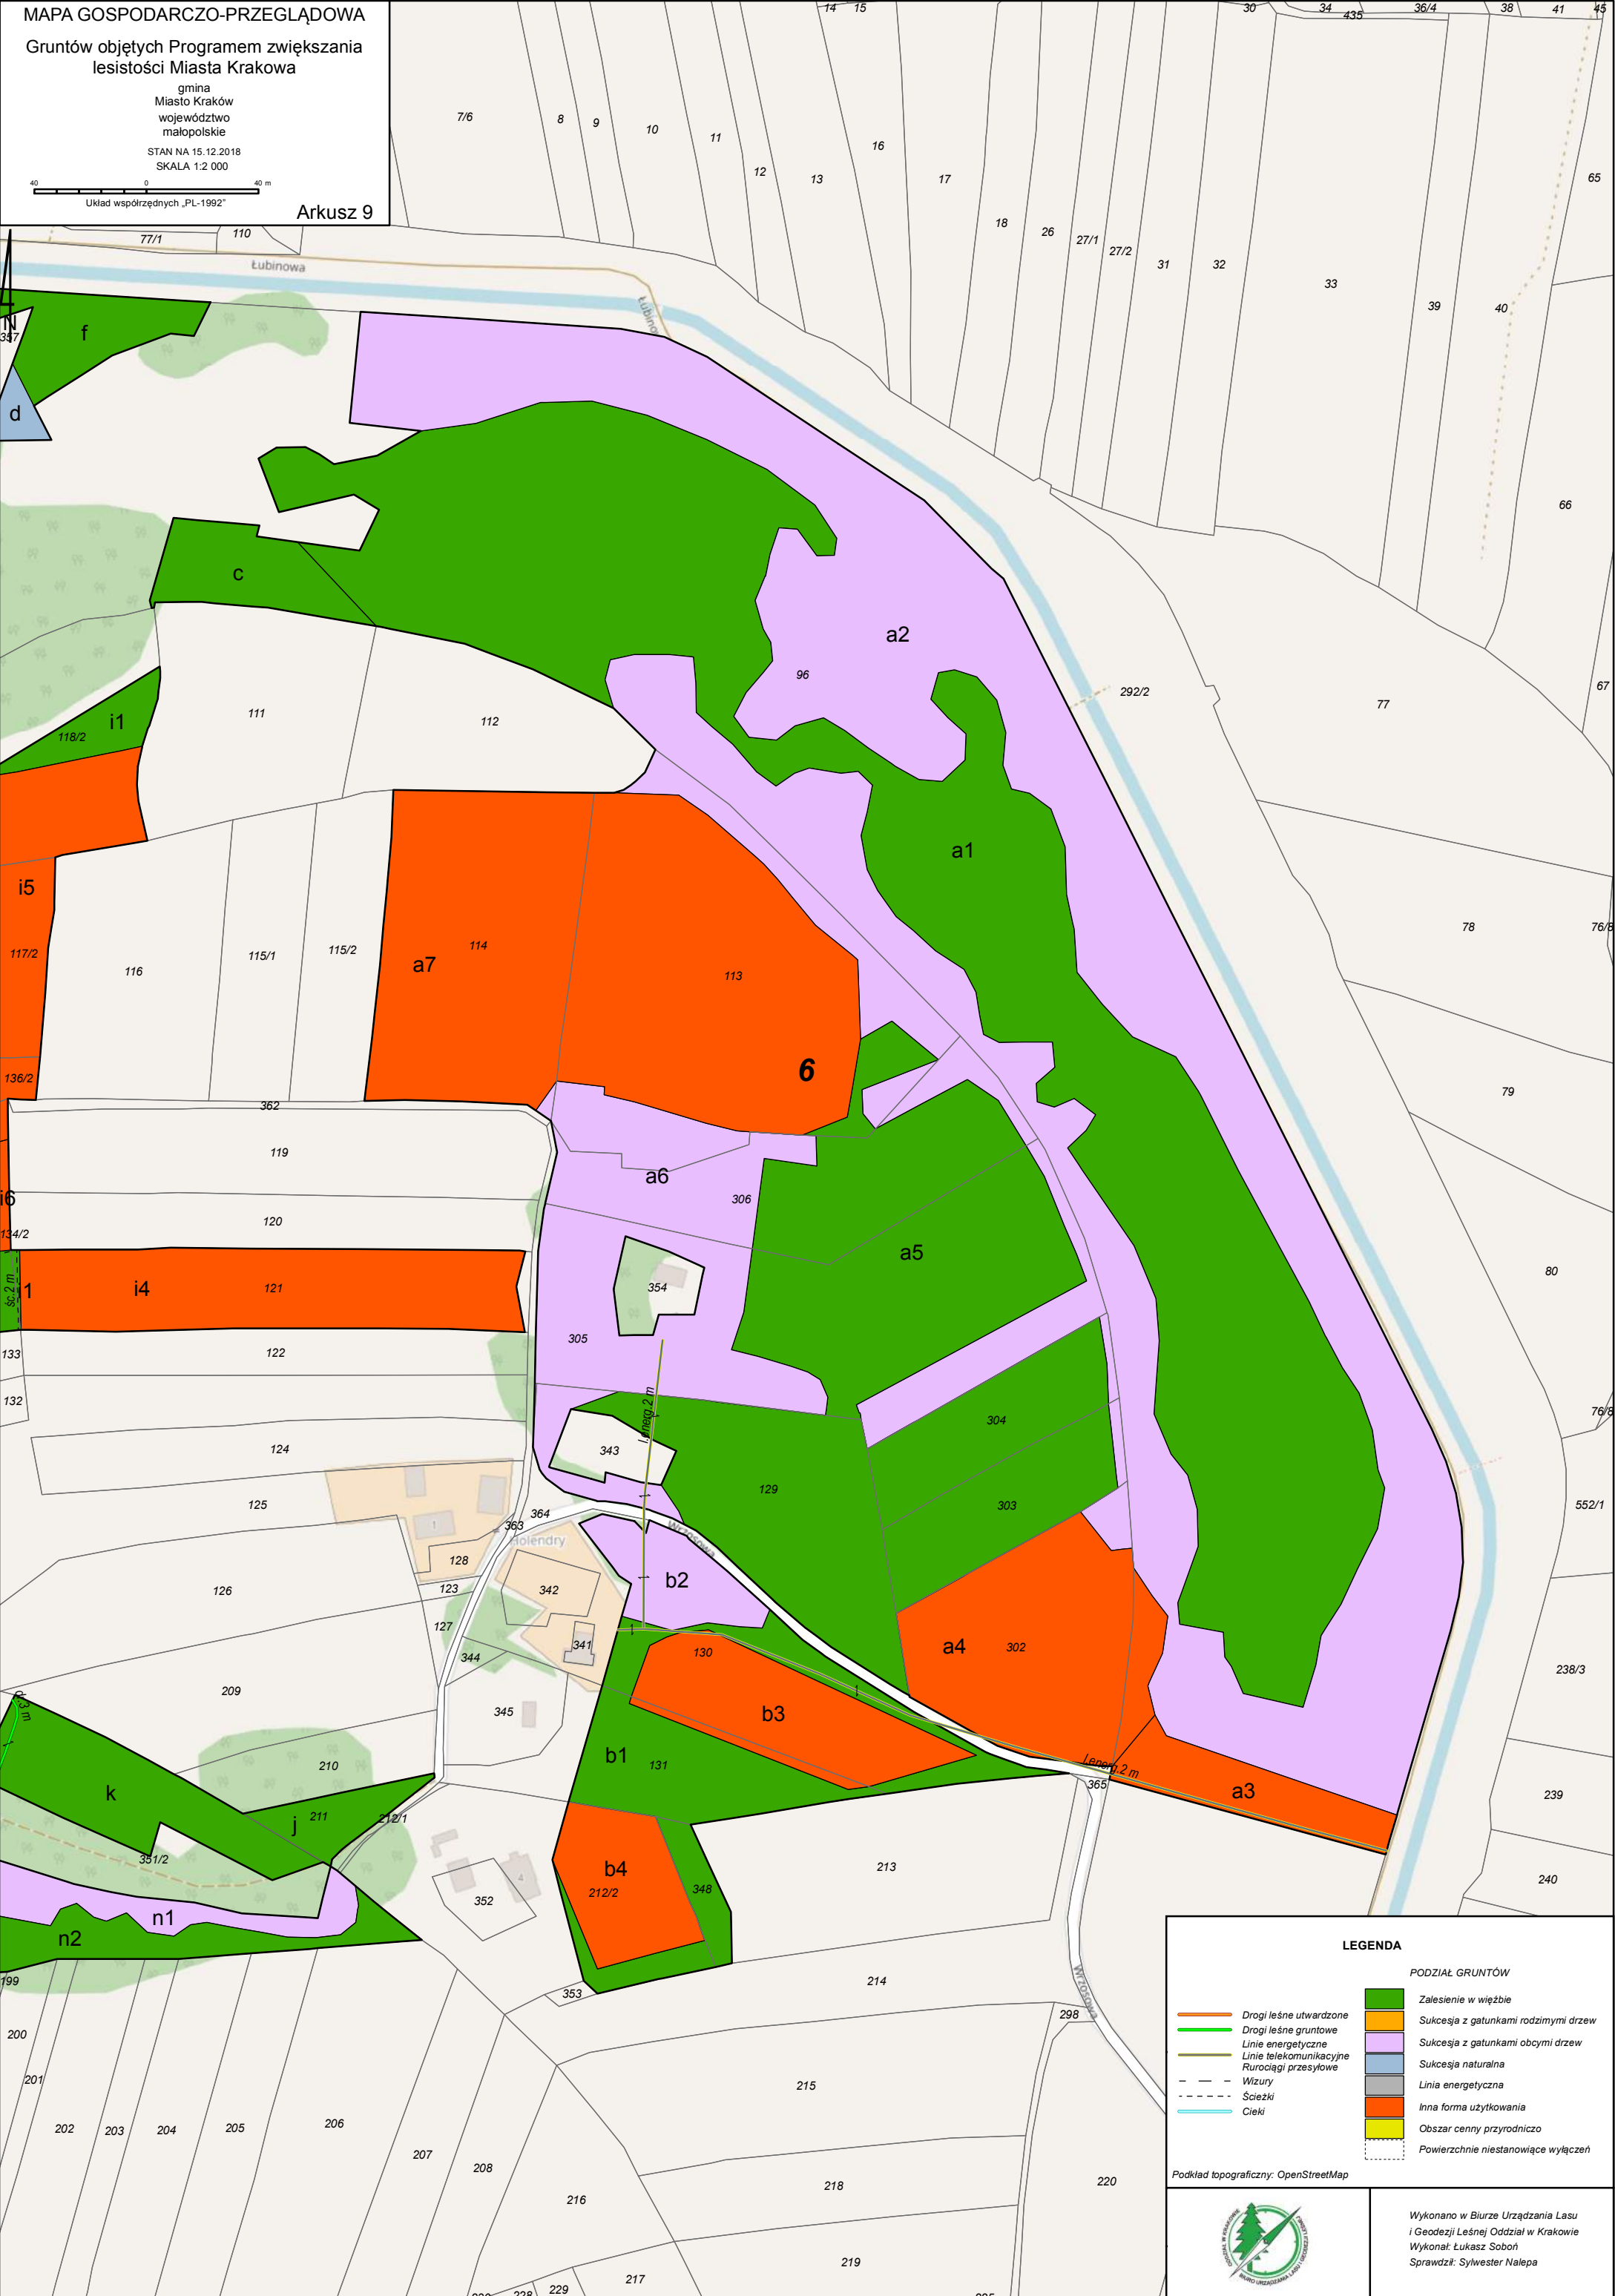 MAPA GOSPODARCZO-PRZEGLĄDOWA
Gruntów objętych Programem zwiększania
lesistości Miasta Krakowa
gmina
Miasto Kraków
województwo
małopolskie
STAN NA 15.12.2018
SKALA 1:2 000
40 0 40 m
Układ współrzędnych „PL-1992"
Arkusz 9
14 15 30 34 435 36/4 38 41 45
7/6 8 9 10 11 12 13 16 17 18 26 27/1 27/2 31 32 33 39 40 65
77/1 110
Łubinowa
N
357
f
d
66
c
a2
96
292/2
77
67
i1
118/2
111
112
a1
i5
117/2
116
115/1
115/2
a7
114
113
78
76/8
6
136/2
362
79
119
a6
306
i6
134/2
120
a5
80
śc.2 m
1
i4
121
354
305
133
122
132
l.energ.2 m
304
76/8
124
343
129
303
125
364
363
Holendry
Wrzosowa
552/1
1
128
126
123
342
b2
127
341
344
130
a4
302
238/3
209
345
b3
d.3 m
210
b1
131
l.energ.2 m
365
a3
k
j
211
212/1
239
351/2
b4
212/2
348
213
240
352
4
n1
n2
199
353
214
Wrzosowa
298
200
201
202
203
204
205
206
207
208
215
216
218
220
219
217
228
229
LEGENDA
PODZIAŁ GRUNTÓW
Drogi leśne utwardzone
Drogi leśne gruntowe
Linie energetyczne
Linie telekomunikacyjne
Rurociągi przesyłowe
Wizury
Ścieżki
Cieki
Zalesienie w więźbie
Sukcesja z gatunkami rodzimymi drzew
Sukcesja z gatunkami obcymi drzew
Sukcesja naturalna
Linia energetyczna
Inna forma użytkowania
Obszar cenny przyrodniczo
Powierzchnie niestanowiące wyłączeń
Podkład topograficzny: OpenStreetMap
Wykonano w Biurze Urządzania Lasu
i Geodezji Leśnej Oddział w Krakowie
Wykonał: Łukasz Soboń
Sprawdził: Sylwester Nalepa